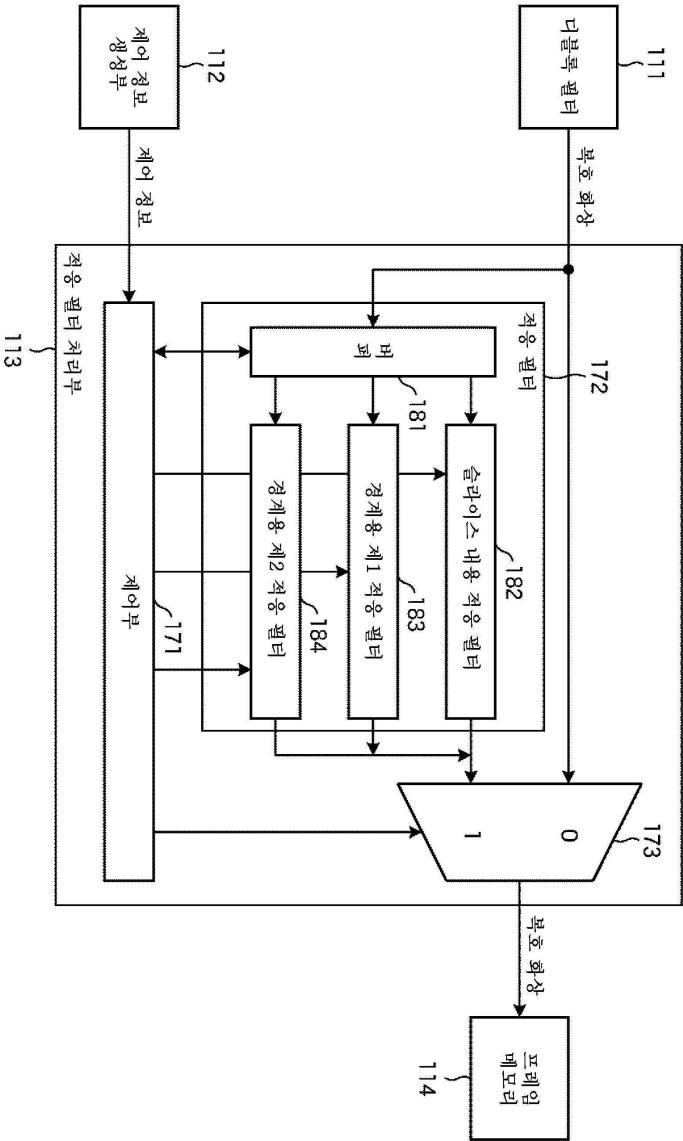 디블록 필터
111
복호 화상
제어 정보
생성부
112
제어 정보
적응 필터 처리부
113
적응 필터
172
버
퍼
181
슬라이스 내용 적응 필터
182
경계용 제1 적응 필터
183
경계용 제2 적응 필터
184
제어부
171
0
1
173
복호 화상
프레임
메모리
114